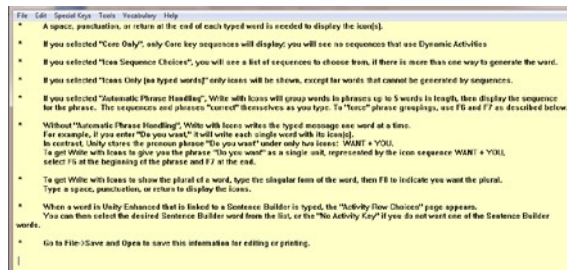 File Edit Special Keys Tools Vocabulary Help
* A space, punctuation, or return at the end of each typed word is needed to display the icon(s).
* If you selected "Core Only", only Core key sequences will display; you will see no sequences that use Dynamic Activities
* If you selected "Icon Sequence Choices", you will see a list of sequences to choose from, if there is more than one way to generate the word.
* If you selected "Icons Only (no typed words)" only icons will be shown, except for words that cannot be generated by sequences.
* If you selected "Automatic Phrase Handling", Write with Icons will group words in phrases up to 5 words in length, then display the sequence
for the phrase. The sequences and phrases "correct" themselves as you type. To "force" phrase groupings, use F6 and F7 as described below.
* Without "Automatic Phrase Handling", Write with Icons writes the typed message one word at a time.
For example, if you enter "Do you want," it will write each single word with its icon(s).
In contrast, Unity stores the pronoun phrase "Do you want" under only two icons: WANT + YOU.
To get Write with Icons to give you the phrase "Do you want" as a single unit, represented by the icon sequence WANT + YOU,
select F6 at the beginning of the phrase and F7 at the end.
* To get Write with Icons to show the plural of a word, type the singular form of the word, then F8 to indicate you want the plural.
Type a space, punctuation, or return to display the icons.
* When a word in Unity Enhanced that is linked to a Sentence Builder is typed, the "Activity Row Choices" page appears.
You can then select the desired Sentence Builder word from the list, or the "No Activity Key" if you do not want one of the Sentence Builder
words.
* Go to File->Save and Open to save this information for editing or printing.